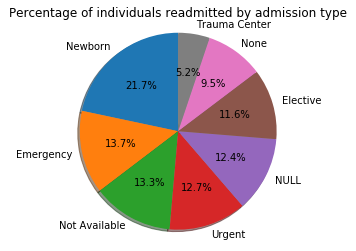 Percentage of individuals readmitted by admission type
Trauma Center
None
Newborn
5.2%
9.5%
21.7%
Elective
11.6%
Emergency
13.7%
12.4%
NULL
13.3%
12.7%
Not Available
Urgent